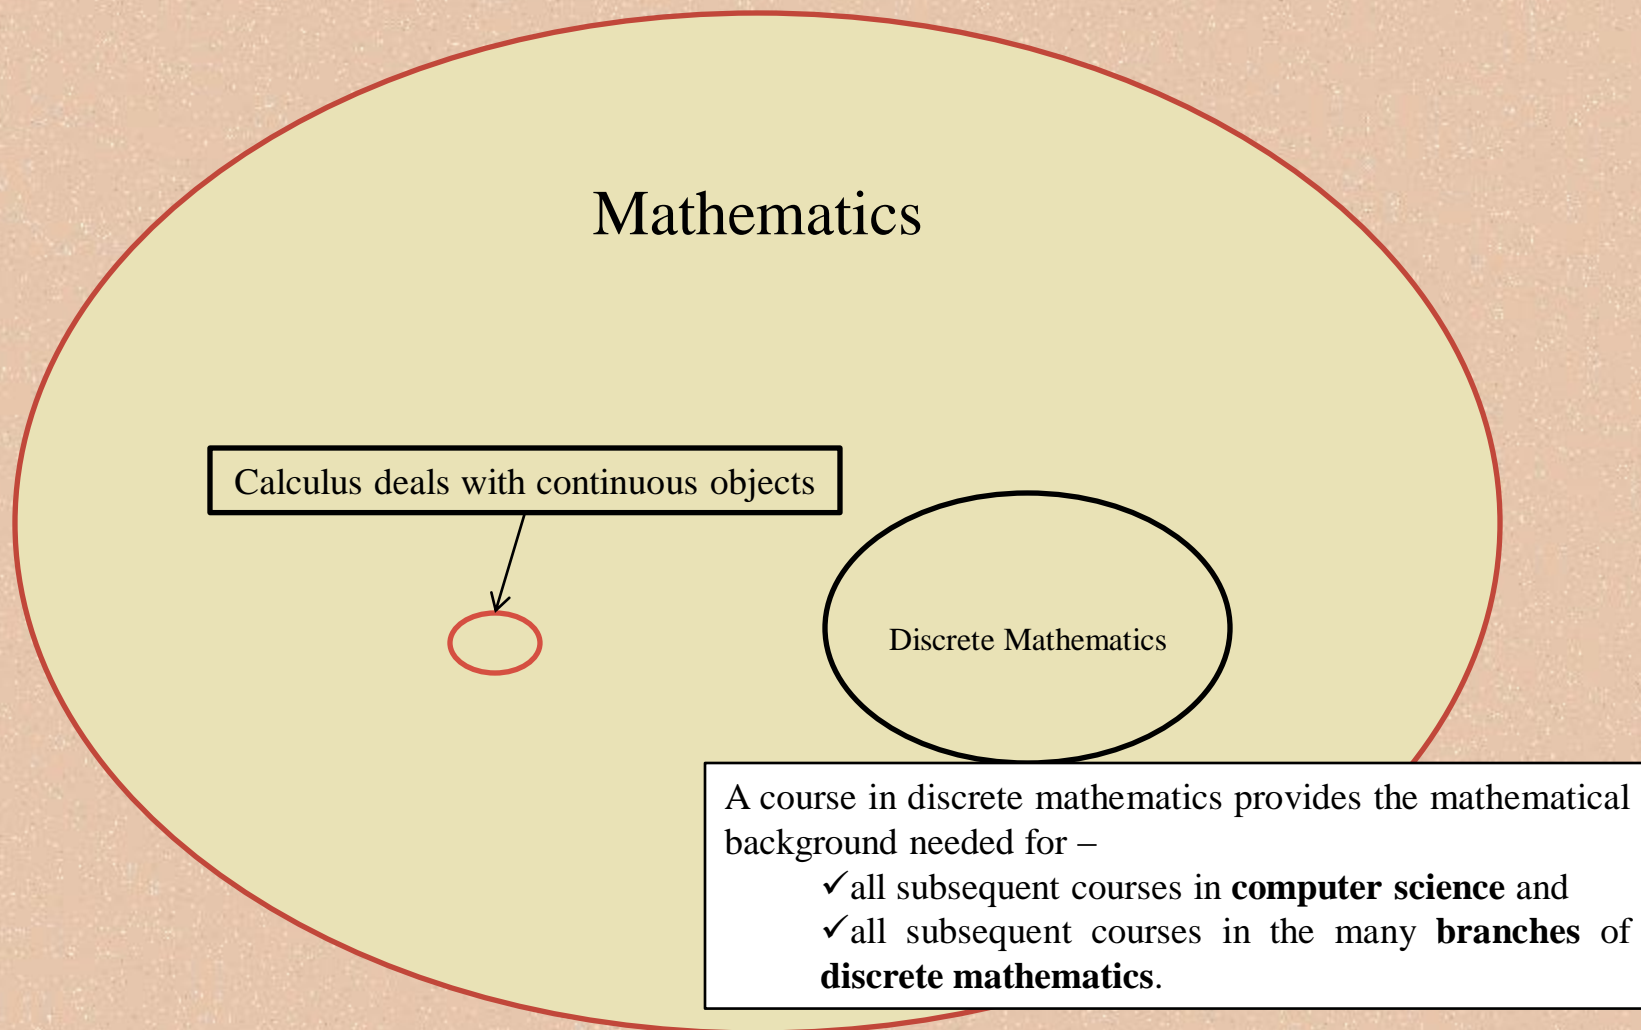 Mathematics
Calculus deals with continuous objects
Discrete Mathematics
A course in discrete mathematics provides the mathematical
background needed for –
✓all subsequent courses in computer science and
✓all subsequent courses in the many branches of
discrete mathematics.